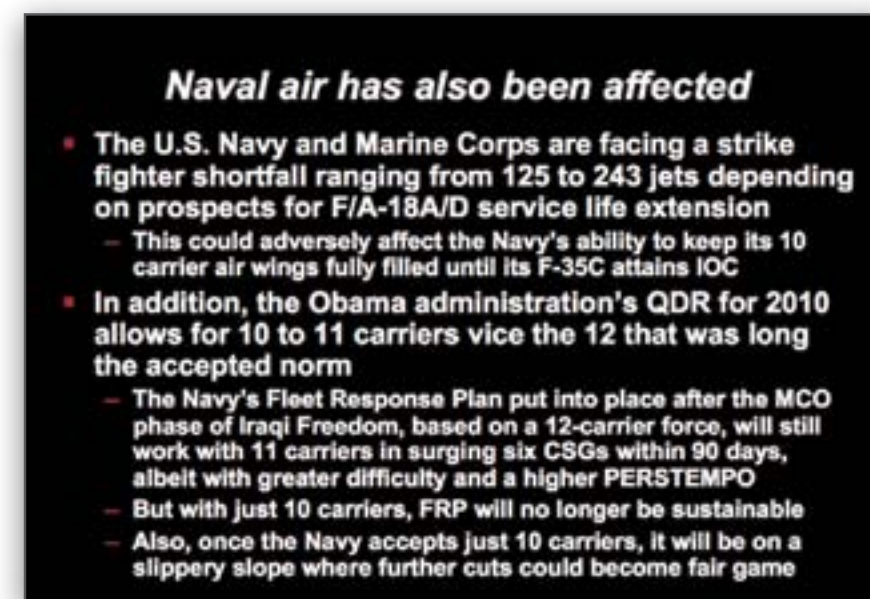 Naval air has also been affected
▪ The U.S. Navy and Marine Corps are facing a strike
fighter shortfall ranging from 125 to 243 jets depending
on prospects for F/A-18A/D service life extension
– This could adversely affect the Navy's ability to keep its 10
carrier air wings fully filled until its F-35C attains IOC
▪ In addition, the Obama administration's QDR for 2010
allows for 10 to 11 carriers vice the 12 that was long
the accepted norm
– The Navy's Fleet Response Plan put into place after the MCO
phase of Iraqi Freedom, based on a 12-carrier force, will still
work with 11 carriers in surging six CSGs within 90 days,
albeit with greater difficulty and a higher PERSTEMPO
– But with just 10 carriers, FRP will no longer be sustainable
– Also, once the Navy accepts just 10 carriers, it will be on a
slippery slope where further cuts could become fair game